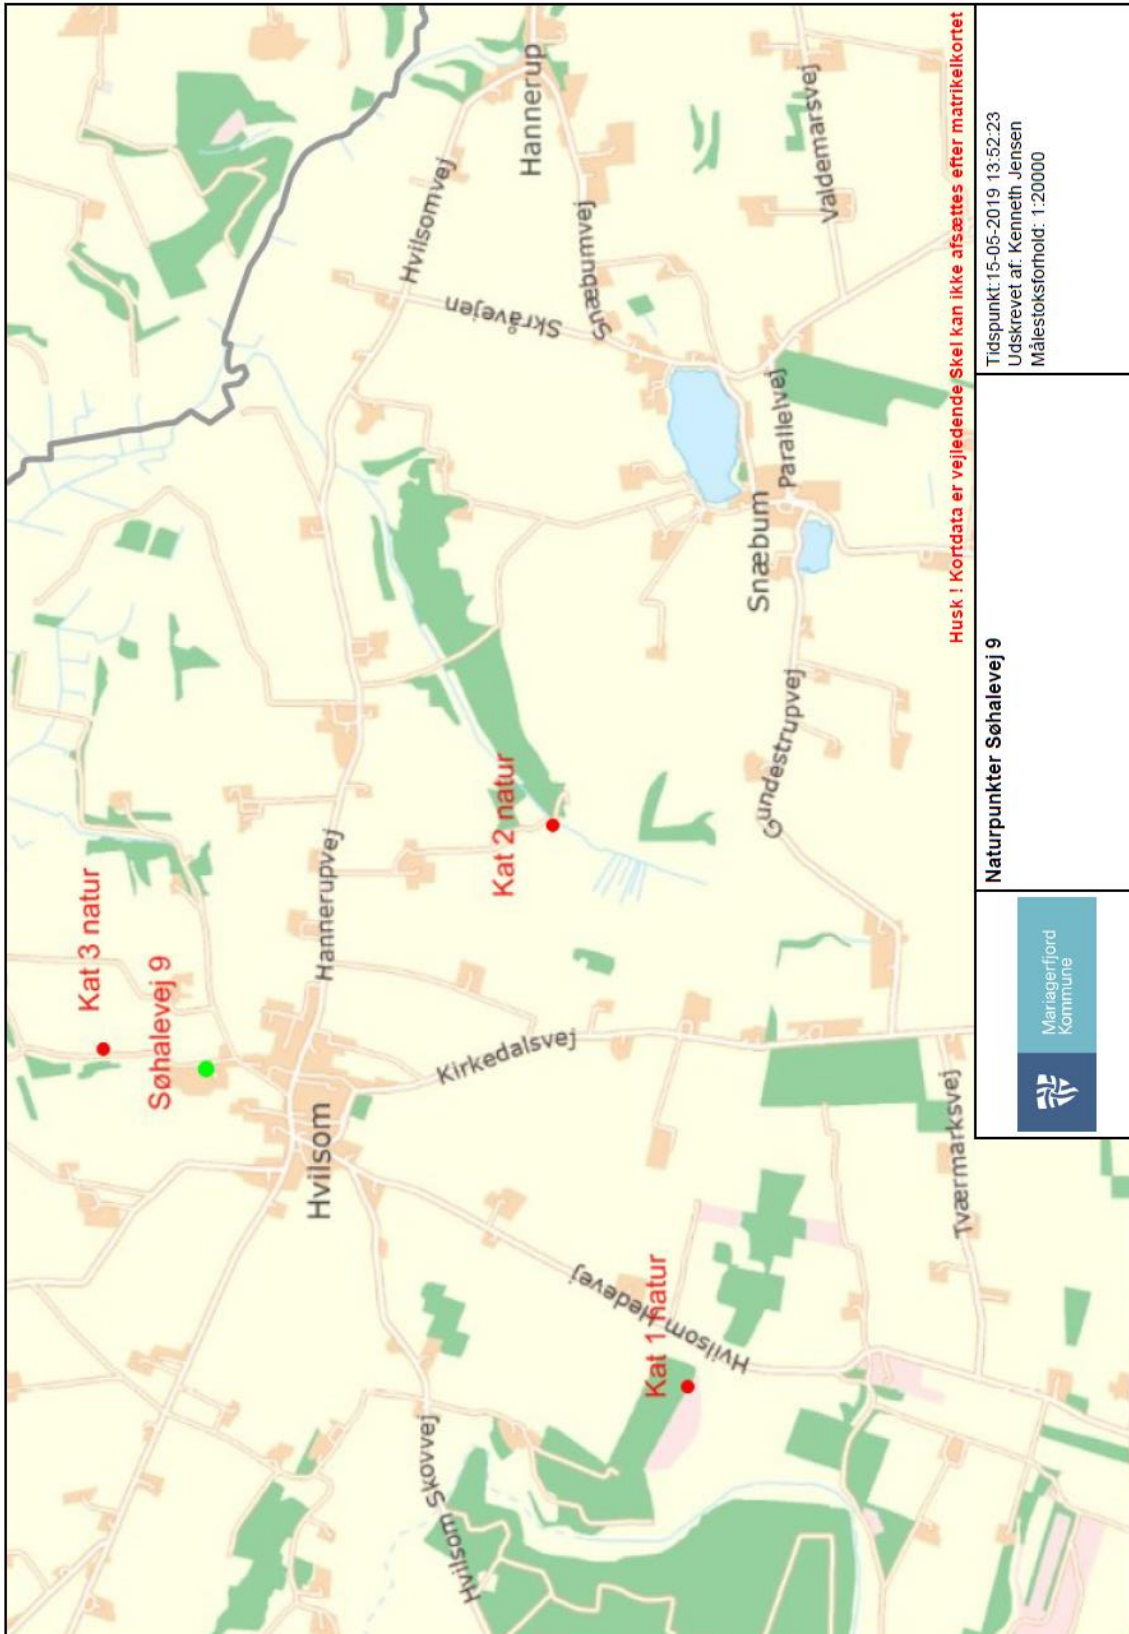 Kat 3 natur
Søhalevej 9
Hvilsom
Hannerupvej
Hvilsomvej
Skråvejen
Hannerup
Snæbumvej
Kat 2 natur
Kirkedalsvej
Hvilsom Skovvej
Hvilsom Hedevej
Kat 1 natur
Snæbum
Parallelvej
Valdemarsvej
Gundestrupvej
Tværmarksvej
Husk ! Kortdata er vejledende Skel kan ikke afsættes efter matrikelkortet
Mariagerfjord
Kommune
Naturpunkter Søhalevej 9
Tidspunkt:15-05-2019 13:52:23
Udskrevet af: Kenneth Jensen
Målestoksforhold: 1:20000